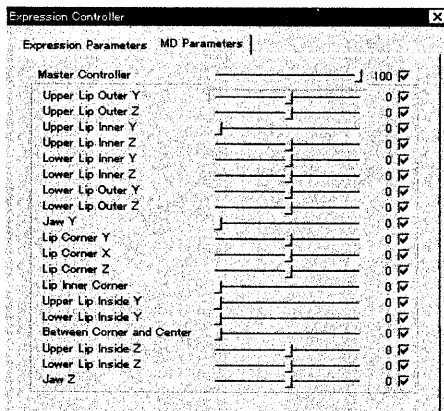 Expression Controller
Expression Parameters MD Parameters
Master Controller 100
Upper Lip Outer Y 0
Upper Lip Outer Z 0
Upper Lip Inner Y 0
Upper Lip Inner Z 0
Lower Lip Inner Y 0
Lower Lip Inner Z 0
Lower Lip Outer Y 0
Lower Lip Outer Z 0
Jaw Y 0
Lip Corner Y 0
Lip Corner X 0
Lip Corner Z 0
Lip Inner Corner 0
Upper Lip Inside Y 0
Lower Lip Inside Y 0
Between Corner and Center 0
Upper Lip Inside Z 0
Lower Lip Inside Z 0
Jaw Z 0